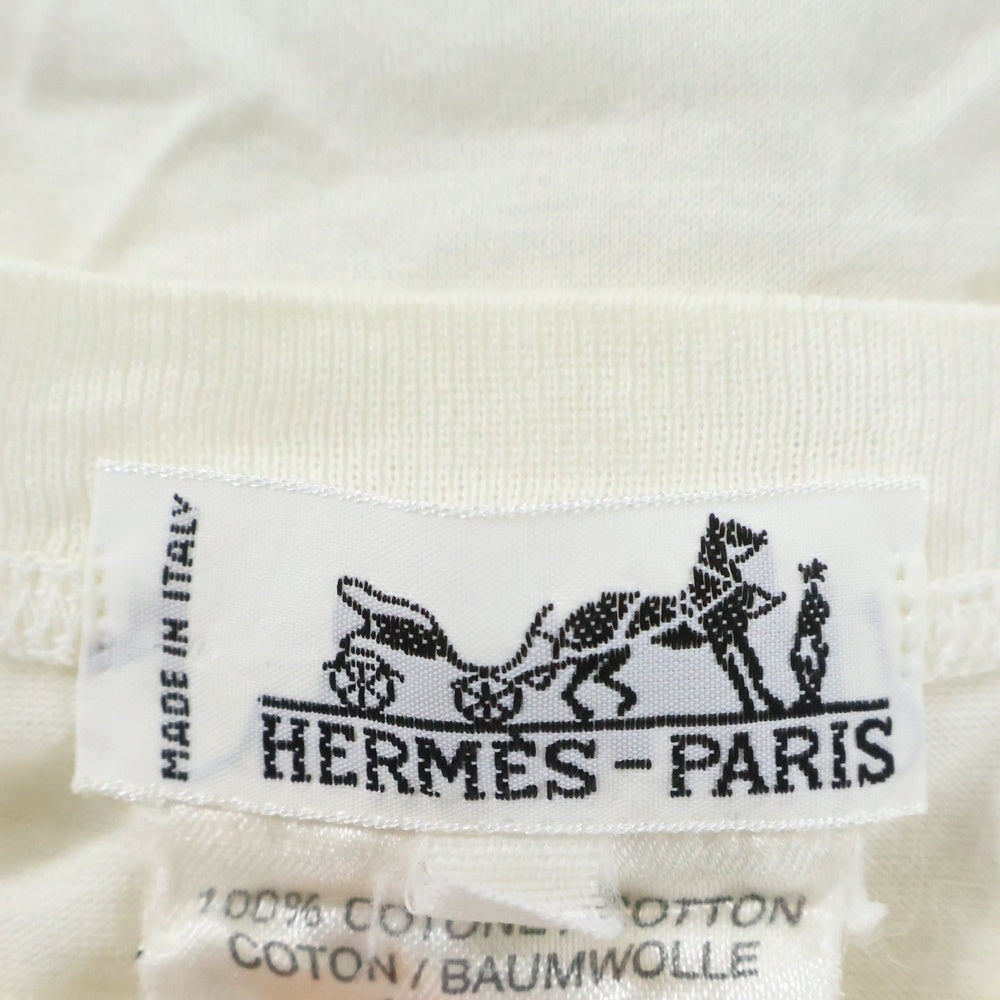 MADE IN ITALY
HERMÈS-PARIS
100% COTONE / COTTON
COTON / BAUMWOLLE